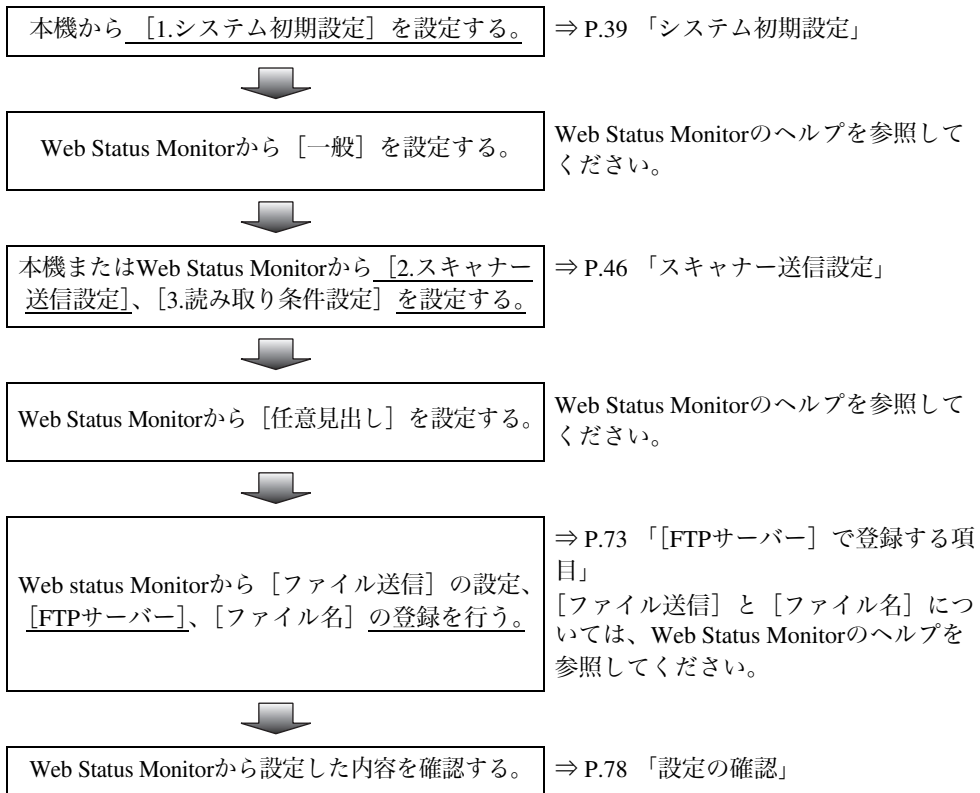 本機から ［1.システム初期設定］を設定する。
⇒ P.39 「システム初期設定」
Web Status Monitorから［一般］を設定する。
Web Status Monitorのヘルプを参照して
ください。
本機またはWeb Status Monitorから［2.スキャナー
送信設定］、［3.読み取り条件設定］を設定する。
⇒ P.46 「スキャナー送信設定」
Web Status Monitorから［任意見出し］を設定する。
Web Status Monitorのヘルプを参照して
ください。
Web status Monitorから［ファイル送信］の設定、
［FTPサーバー］、［ファイル名］の登録を行う。
⇒ P.73 「［FTPサーバー］で登録する項
目」
［ファイル送信］と［ファイル名］につ
いては、Web Status Monitorのヘルプを
参照してください。
Web Status Monitorから設定した内容を確認する。
⇒ P.78 「設定の確認」